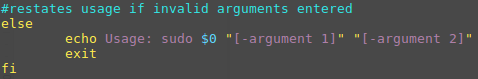 #restates usage if invalid arguments entered
else
        echo Usage: sudo $0 "[-argument 1]" "[-argument 2]"
        exit
fi